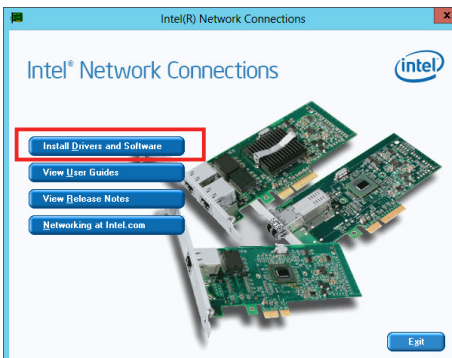 Intel(R) Network Connections
x
Intel® Network Connections
intel
Install Drivers and Software
View User Guides
View Release Notes
Networking at Intel.com
Exit